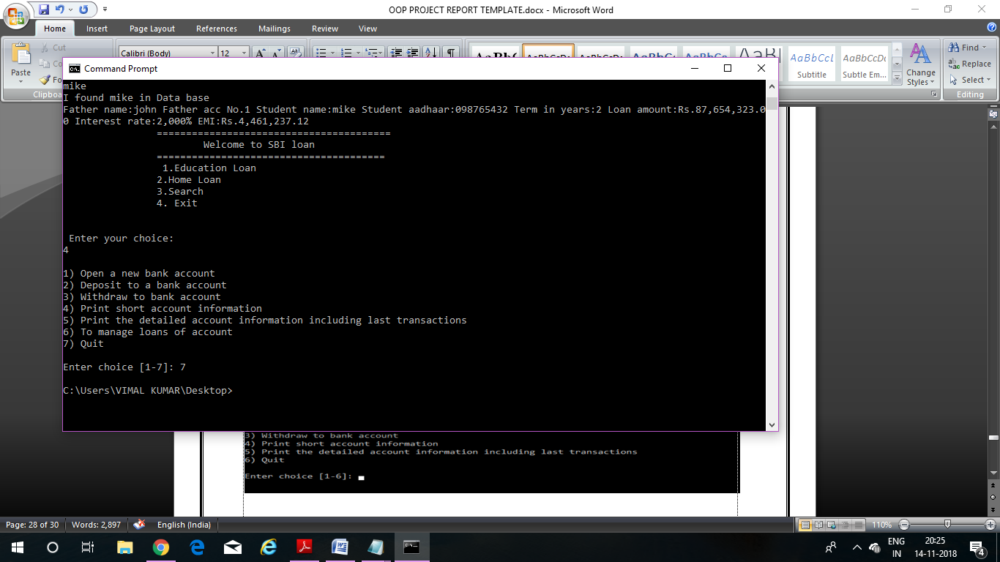 OOP PROJECT REPORT TEMPLATE.docx - Microsoft Word
Home Insert Page Layout References Mailings Review View
Cut
Calibri (Body) 12
Paste
Clipboa
AaBbCcL AaBbCcDc
Subtitle Subtle Em...
Change Styles
Find
Replace
Select
Editing
Command Prompt
mike
I found mike in Data base
Father name:john Father acc No.1 Student name:mike Student aadhaar:098765432 Term in years:2 Loan amount:Rs.87,654,323.0
0 Interest rate:2,000% EMI:Rs.4,461,237.12
========================================
Welcome to SBI loan
=======================================
1.Education Loan
2.Home Loan
3.Search
4. Exit
Enter your choice:
4
1) Open a new bank account
2) Deposit to a bank account
3) Withdraw to bank account
4) Print short account information
5) Print the detailed account information including last transactions
6) To manage loans of account
7) Quit
Enter choice [1-7]: 7
C:\Users\VIMAL KUMAR\Desktop>
3) Withdraw to bank account
4) Print short account information
5) Print the detailed account information including last transactions
6) Quit
Enter choice [1-6]:
Page: 28 of 30 Words: 2,897 English (India) 110%
ENG 20:25
IN 14-11-2018 4